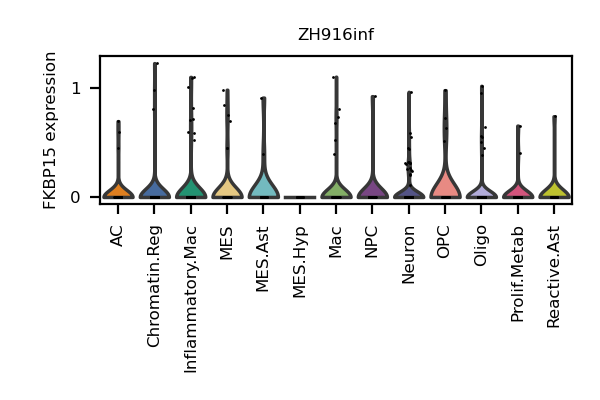 ZH916inf
FKBP15 expression
1
0
AC
Chromatin.Reg
Inflammatory.Mac
MES
MES.Ast
MES.Hyp
Mac
NPC
Neuron
OPC
Oligo
Prolif.Metab
Reactive.Ast